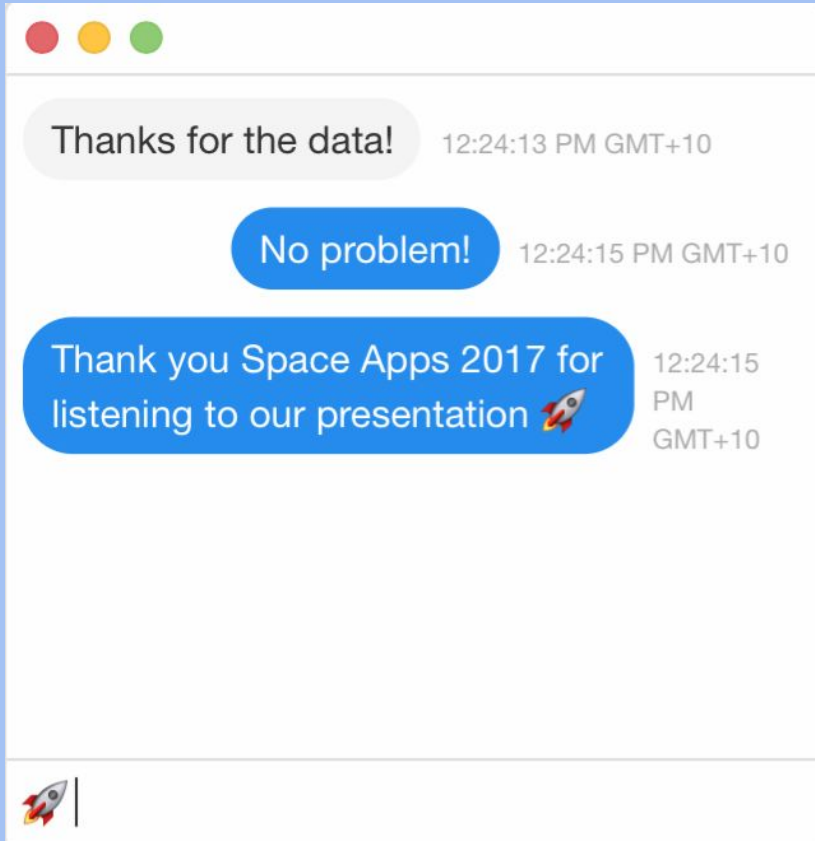 Thanks for the data!
12:24:13 PM GMT+10
No problem!
12:24:15 PM GMT+10
Thank you Space Apps 2017 for
listening to our presentation 🚀
12:24:15
PM
GMT+10
🚀